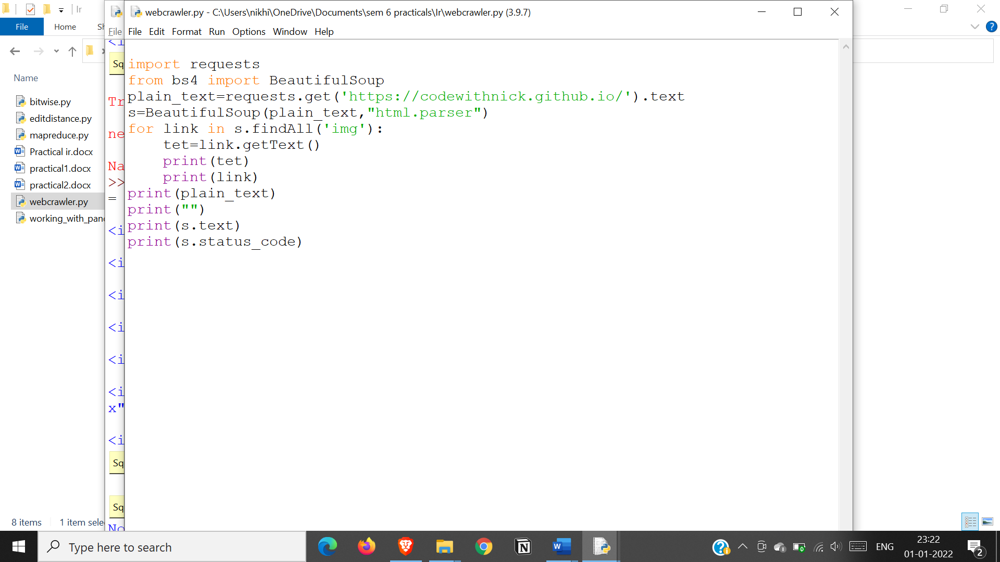 Ir
File
Home
Name
bitwise.py
editdistance.py
mapreduce.py
Practical ir.docx
practical1.docx
practical2.docx
webcrawler.py
8 items
1 item
File
<i
Sq
Tr
ne
Na
>>
=
<i
<i
<i
<i
<i
<i
x"
<i
Sq
Sq
No
webcrawler.py - C:\Users\nikhi\OneDrive\Documents\sem 6 practicals\Ir\webcrawler.py (3.9.7)
File Edit Format Run Options Window Help
import requests
from bs4 import BeautifulSoup
plain_text=requests.get('https://codewithnick.github.io/').text
s=BeautifulSoup(plain_text,"html.parser")
for link in s.findAll('img'):
    tet=link.getText()
    print(tet)
    print(link)
print(plain_text)
print("")
print(s.text)
print(s.status_code)
Type here to search
ENG
23:22
01-01-2022
2